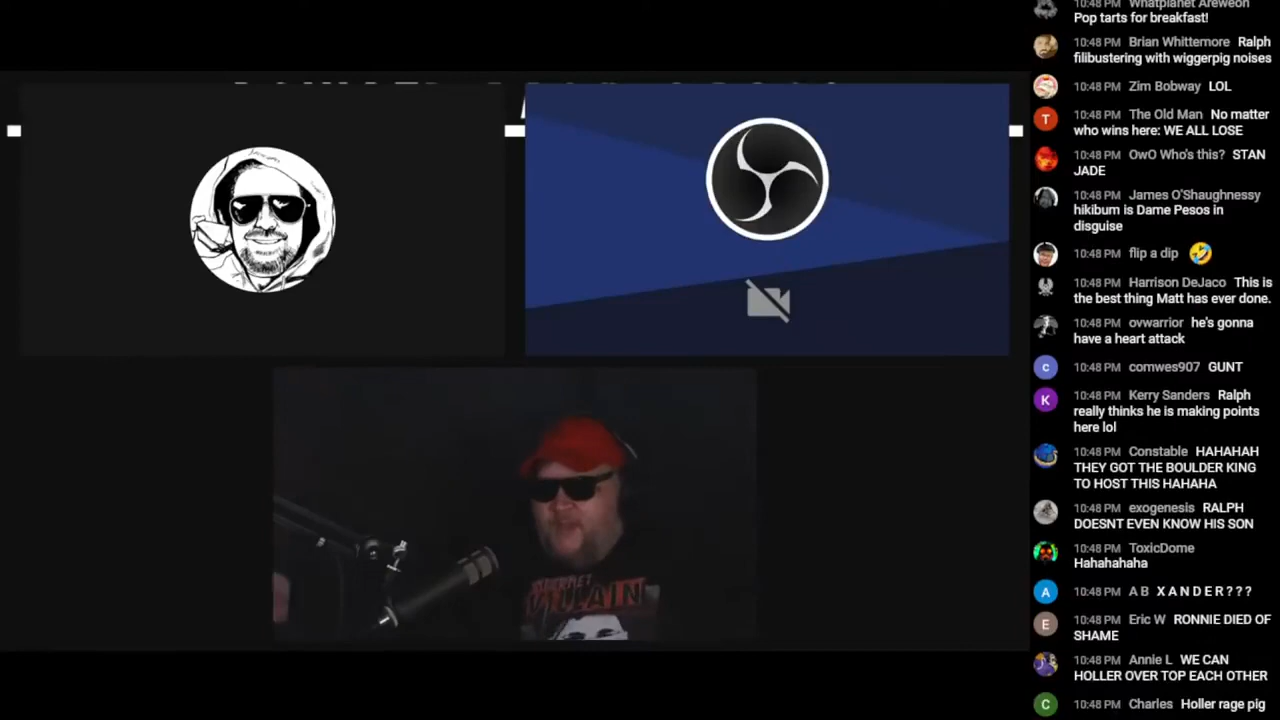 Whatplanet Areweon
Pop tarts for breakfast!
10:48 PM Brian Whittemore Ralph
filibustering with wiggerpig noises
10:48 PM Zim Bobway LOL
T
10:48 PM The Old Man No matter
who wins here: WE ALL LOSE
10:48 PM OwO Who's this? STAN
JADE
10:48 PM James O'Shaughnessy
hikibum is Dame Pesos in
disguise
10:48 PM flip a dip 🤣
10:48 PM Harrison DeJaco This is
the best thing Matt has ever done.
10:48 PM ovwarrior he's gonna
have a heart attack
c
10:48 PM comwes907 GUNT
K
10:48 PM Kerry Sanders Ralph
really thinks he is making points
here lol
10:48 PM Constable HAHAHAH
THEY GOT THE BOULDER KING
TO HOST THIS HAHAHA
10:48 PM exogenesis RALPH
DOESNT EVEN KNOW HIS SON
10:48 PM ToxicDome
Hahahahaha
A
10:48 PM A B X A N D E R ? ? ?
E
10:48 PM Eric W RONNIE DIED OF
SHAME
10:48 PM Annie L WE CAN
HOLLER OVER TOP EACH OTHER
C
10:48 PM Charles Holler rage pig
INTERNET
VILLAIN